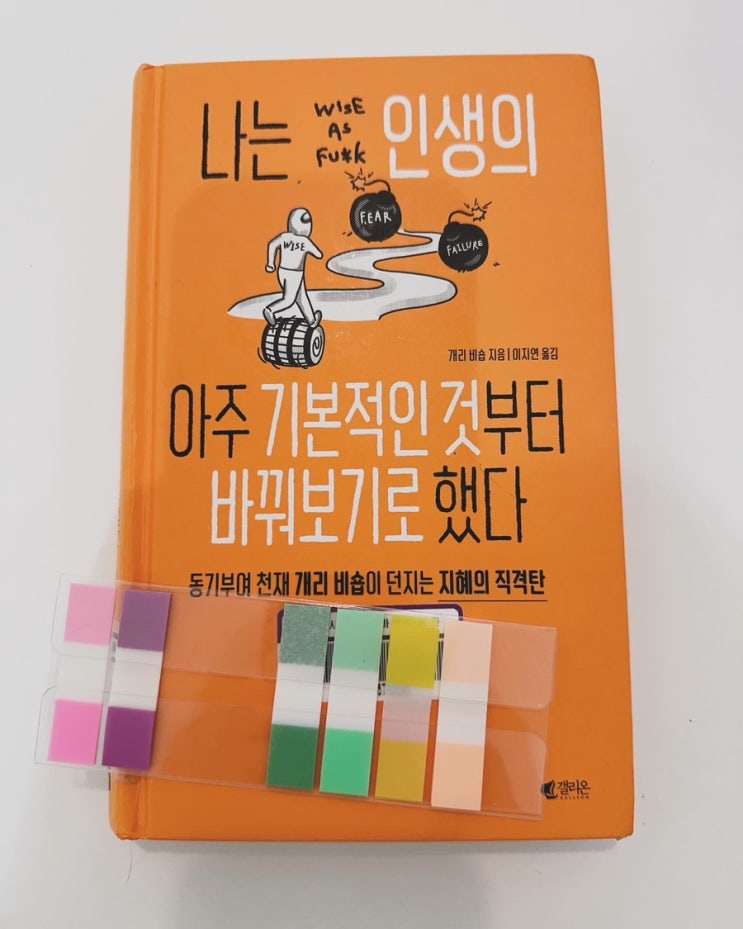 나는 WISE AS FU*K 인생의
FEAR
FAILURE
WISE
개리 비숍 지음 | 이지연 옮김
아주 기본적인 것부터
바꿔보기로 했다
동기부여 천재 개리 비숍이 던지는 지혜의 직격탄
갤리온
GALLEON